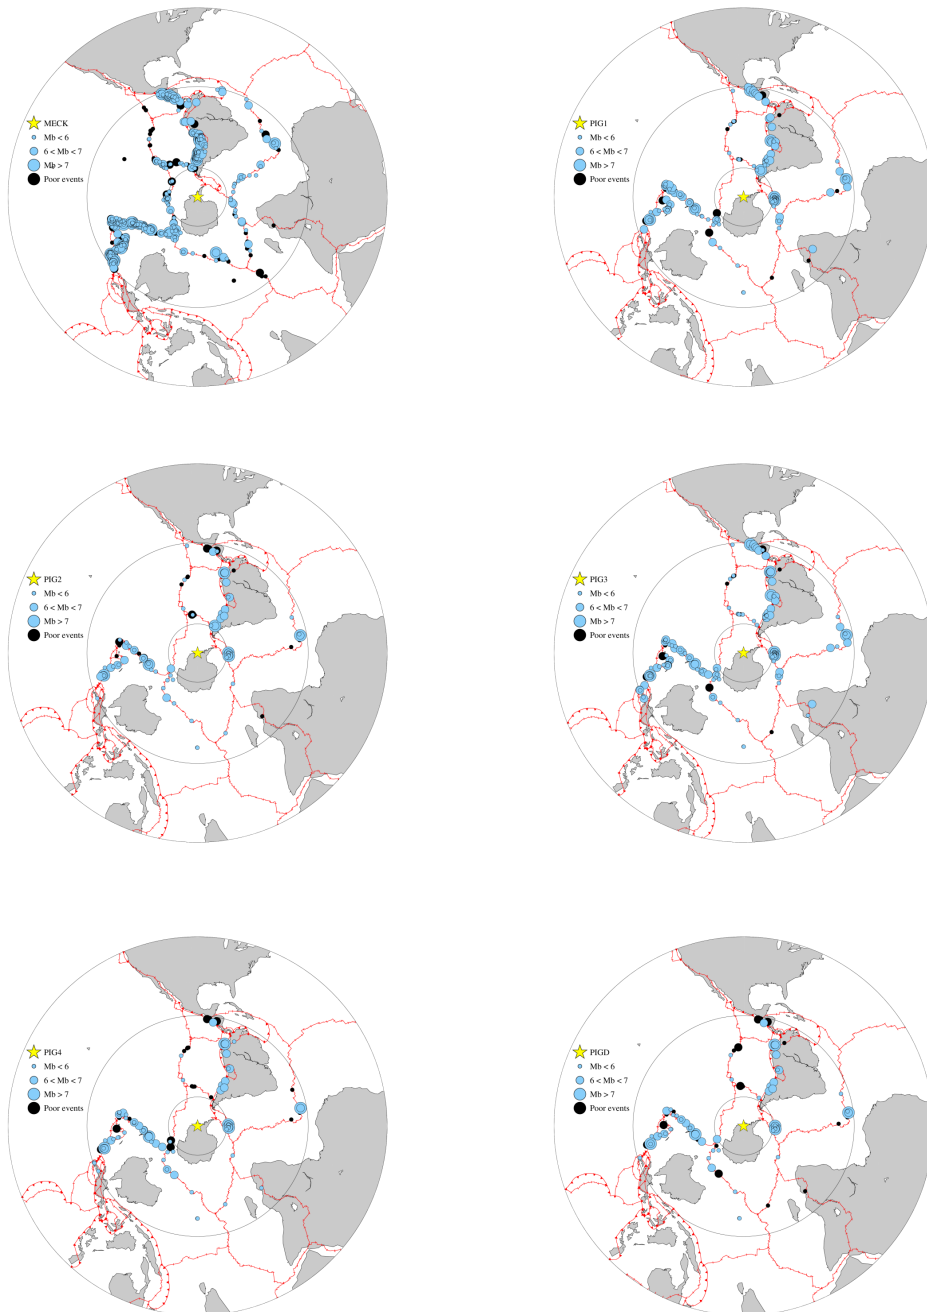 MECK
Mb < 6
6 < Mb < 7
Mb > 7
Poor events
PIG1
Mb < 6
6 < Mb < 7
Mb > 7
Poor events
PIG2
Mb < 6
6 < Mb < 7
Mb > 7
Poor events
PIG3
Mb < 6
6 < Mb < 7
Mb > 7
Poor events
PIG4
Mb < 6
6 < Mb < 7
Mb > 7
Poor events
PIGD
Mb < 6
6 < Mb < 7
Mb > 7
Poor events